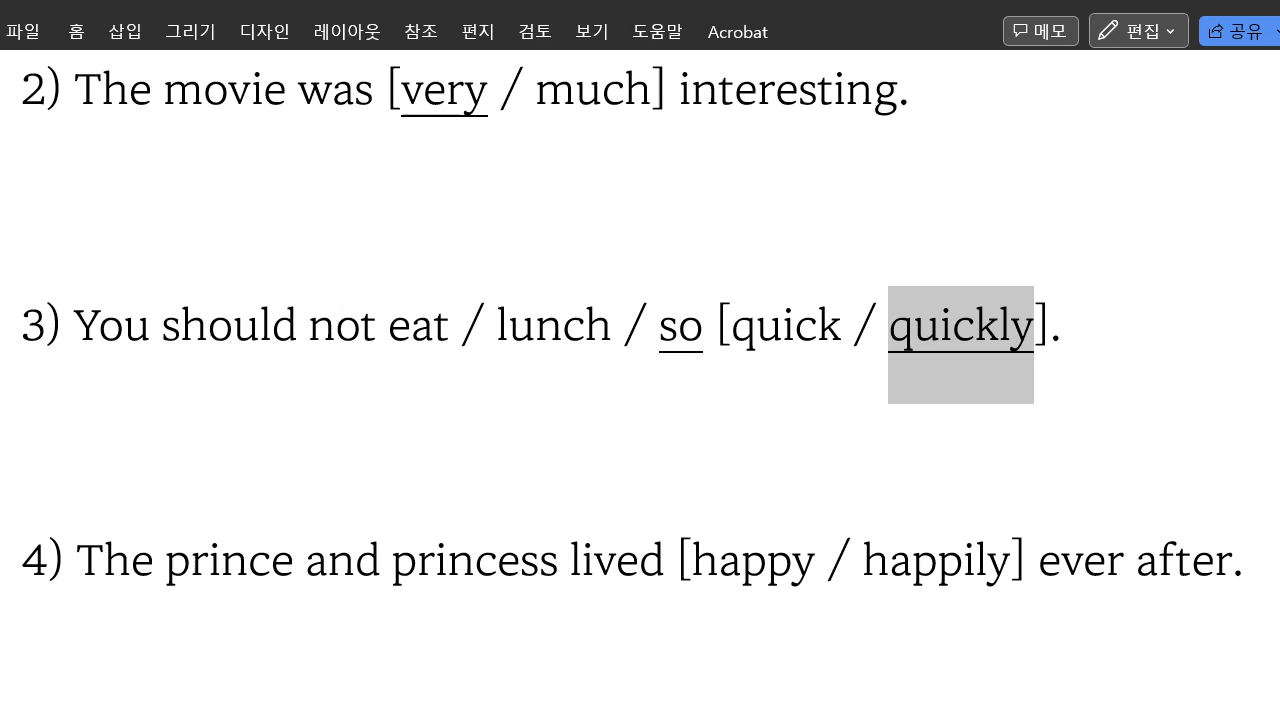 파일 홈 삽입 그리기 디자인 레이아웃 참조 편지 검토 보기 도움말 Acrobat 메모 편집 공유
2) The movie was [very / much] interesting.
3) You should not eat / lunch / so [quick / quickly].
4) The prince and princess lived [happy / happily] ever after.